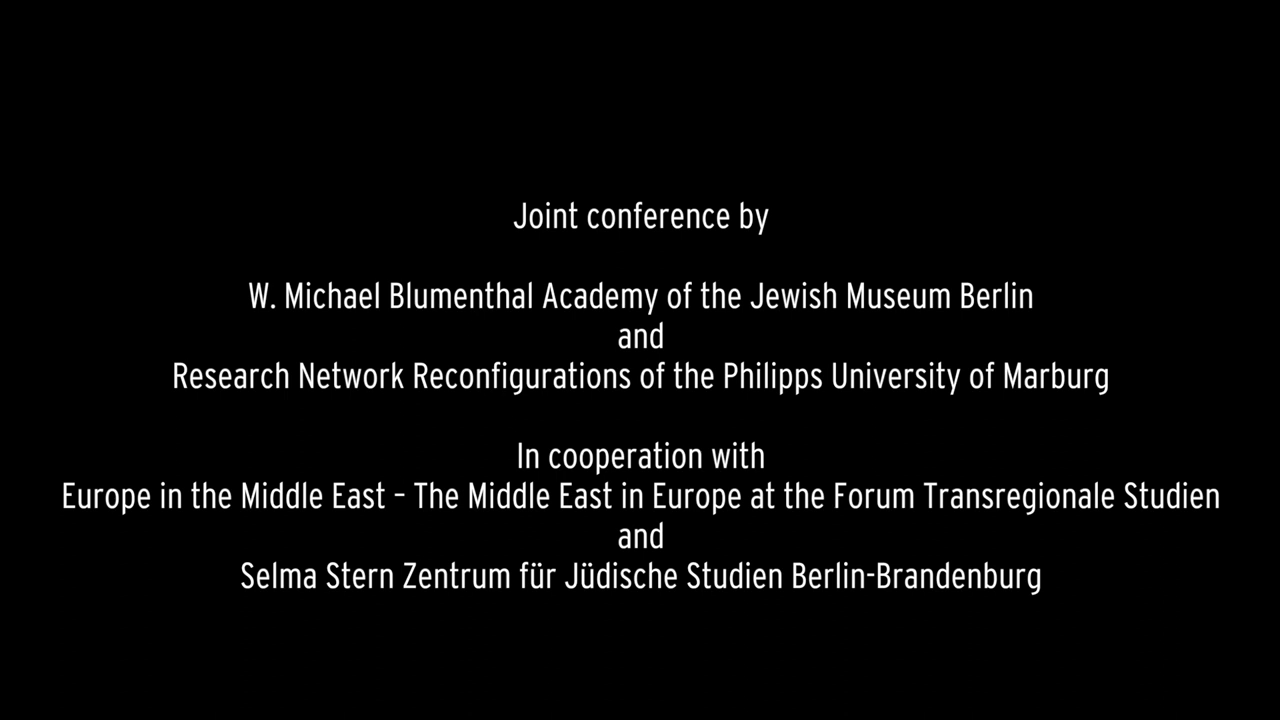 Joint conference by
W. Michael Blumenthal Academy of the Jewish Museum Berlin
and
Research Network Reconfigurations of the Philipps University of Marburg
In cooperation with
Europe in the Middle East – The Middle East in Europe at the Forum Transregionale Studien
and
Selma Stern Zentrum für Jüdische Studien Berlin-Brandenburg